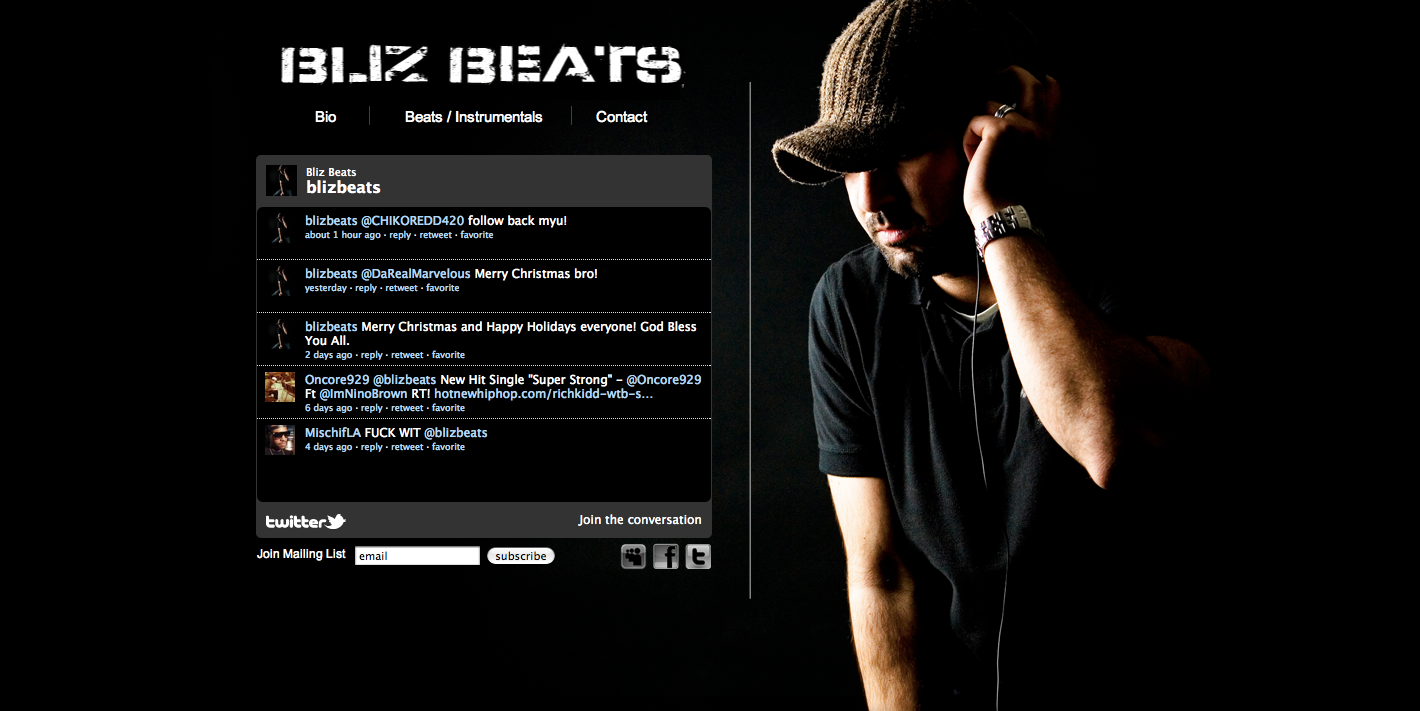 BLIZ BEATS
Bio
Beats / Instrumentals
Contact
Bliz Beats
blizbeats
blizbeats @CHIKOREDD420 follow back myu!
about 1 hour ago · reply · retweet · favorite
blizbeats @DaRealMarvelous Merry Christmas bro!
yesterday · reply · retweet · favorite
blizbeats Merry Christmas and Happy Holidays everyone! God Bless
You All.
2 days ago · reply · retweet · favorite
Oncore929 @blizbeats New Hit Single "Super Strong" – @Oncore929
Ft @ImNinoBrown RT! hotnewhiphop.com/richkidd-wtb-s…
6 days ago · reply · retweet · favorite
MischifLA FUCK WIT @blizbeats
4 days ago · reply · retweet · favorite
twitter
Join the conversation
Join Mailing List
email
subscribe
f
t